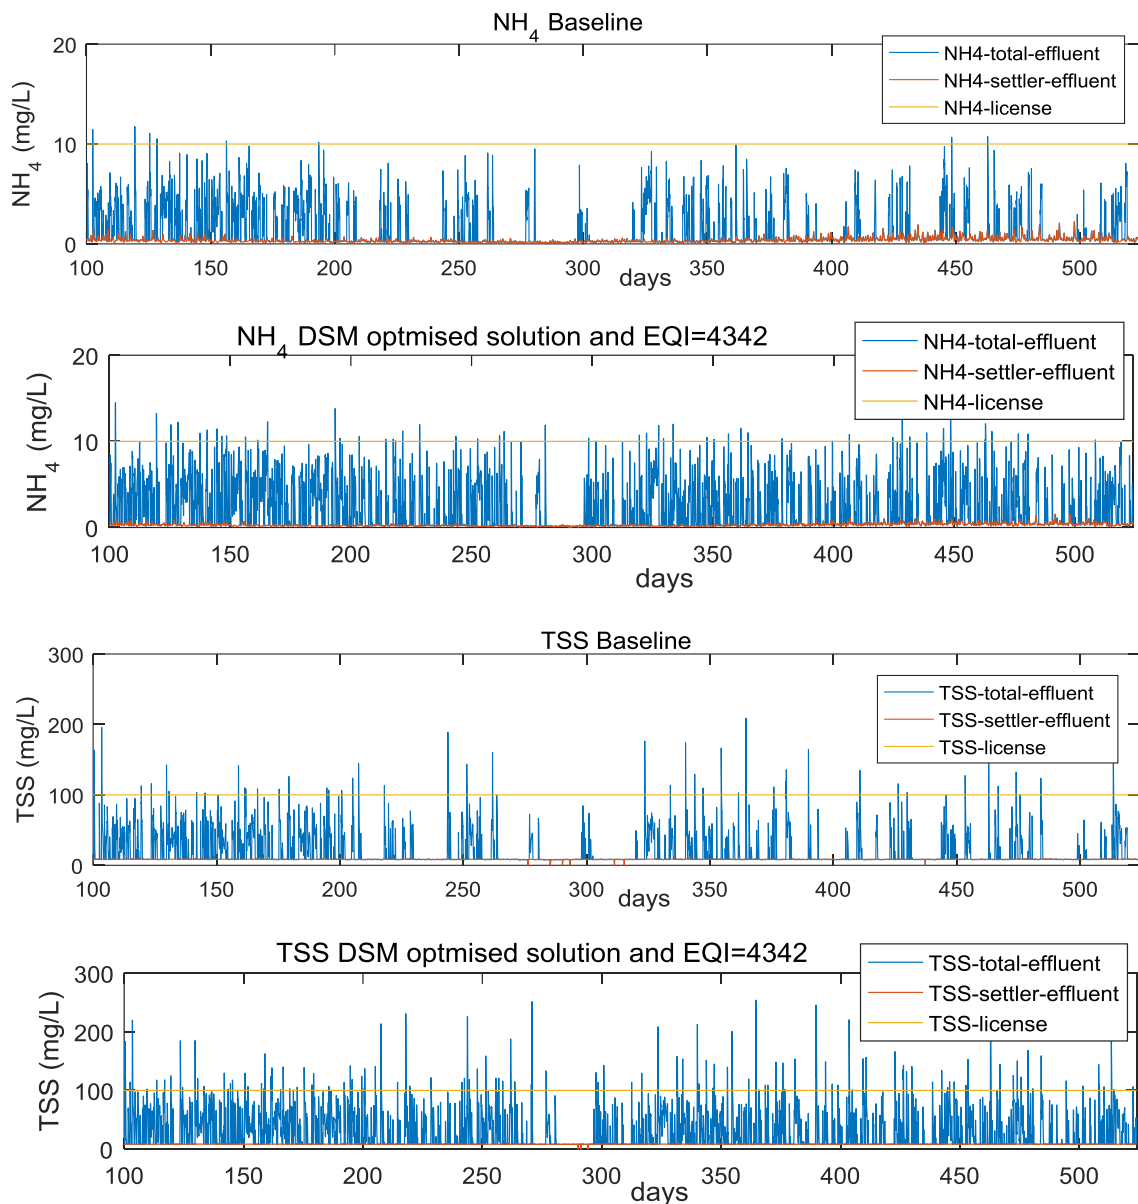 NH4 Baseline
20
10
0
NH4 (mg/L)
NH4-total-effluent
NH4-settler-effluent
NH4-license
100 150 200 250 300 350 400 450 500
days
NH4 DSM optmised solution and EQI=4342
20
10
0
NH4 (mg/L)
NH4-total-effluent
NH4-settler-effluent
NH4-license
100 150 200 250 300 350 400 450 500
days
TSS Baseline
300
200
100
0
TSS (mg/L)
TSS-total-effluent
TSS-settler-effluent
TSS-license
100 150 200 250 300 350 400 450 500
days
TSS DSM optmised solution and EQI=4342
300
200
100
0
TSS (mg/L)
TSS-total-effluent
TSS-settler-effluent
TSS-license
100 150 200 250 300 350 400 450 500
days